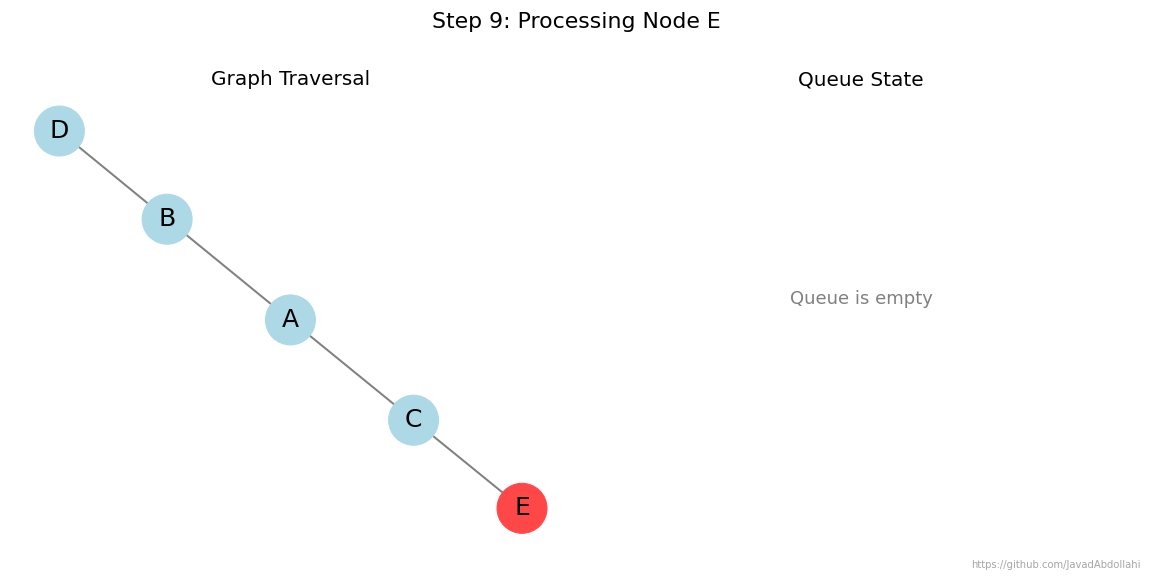 Step 9: Processing Node E
Graph Traversal
Queue State
D
B
A
C
E
Queue is empty
https://github.com/JavadAbdollahi